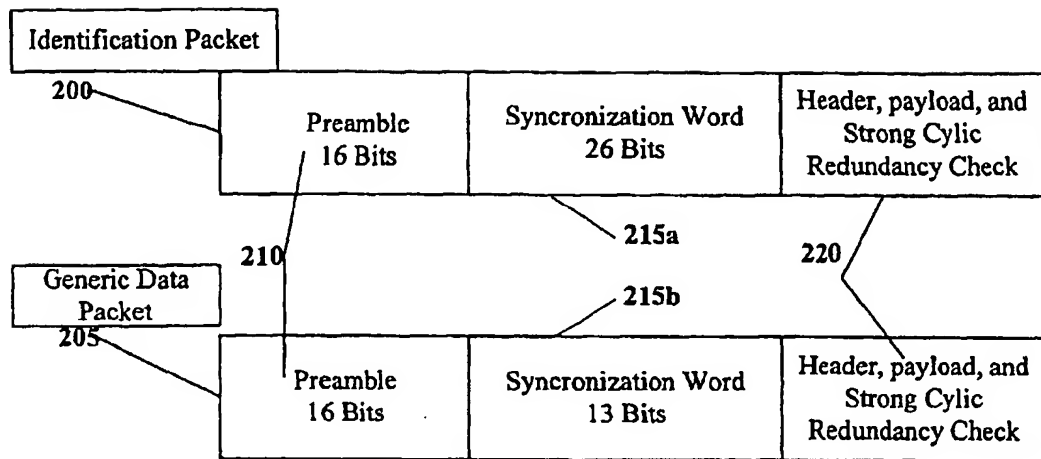 Identification Packet
200
Preamble
16 Bits
Syncronization Word
26 Bits
Header, payload, and
Strong Cylic
Redundancy Check
210
215a
220
Generic Data
Packet
215b
205
Preamble
16 Bits
Syncronization Word
13 Bits
Header, payload, and
Strong Cylic
Redundancy Check